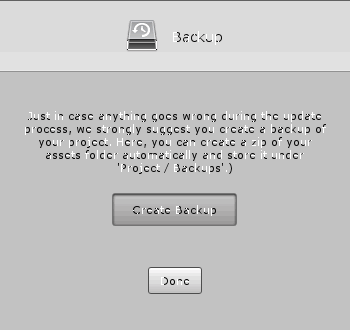 Backup
Just in case anything goes wrong during the update
process, we strongly suggest you create a backup of
your project. Here, you can create a zip of your
assets folder automatically and store it under
'Project / Backups'.)
Create Backup
Done